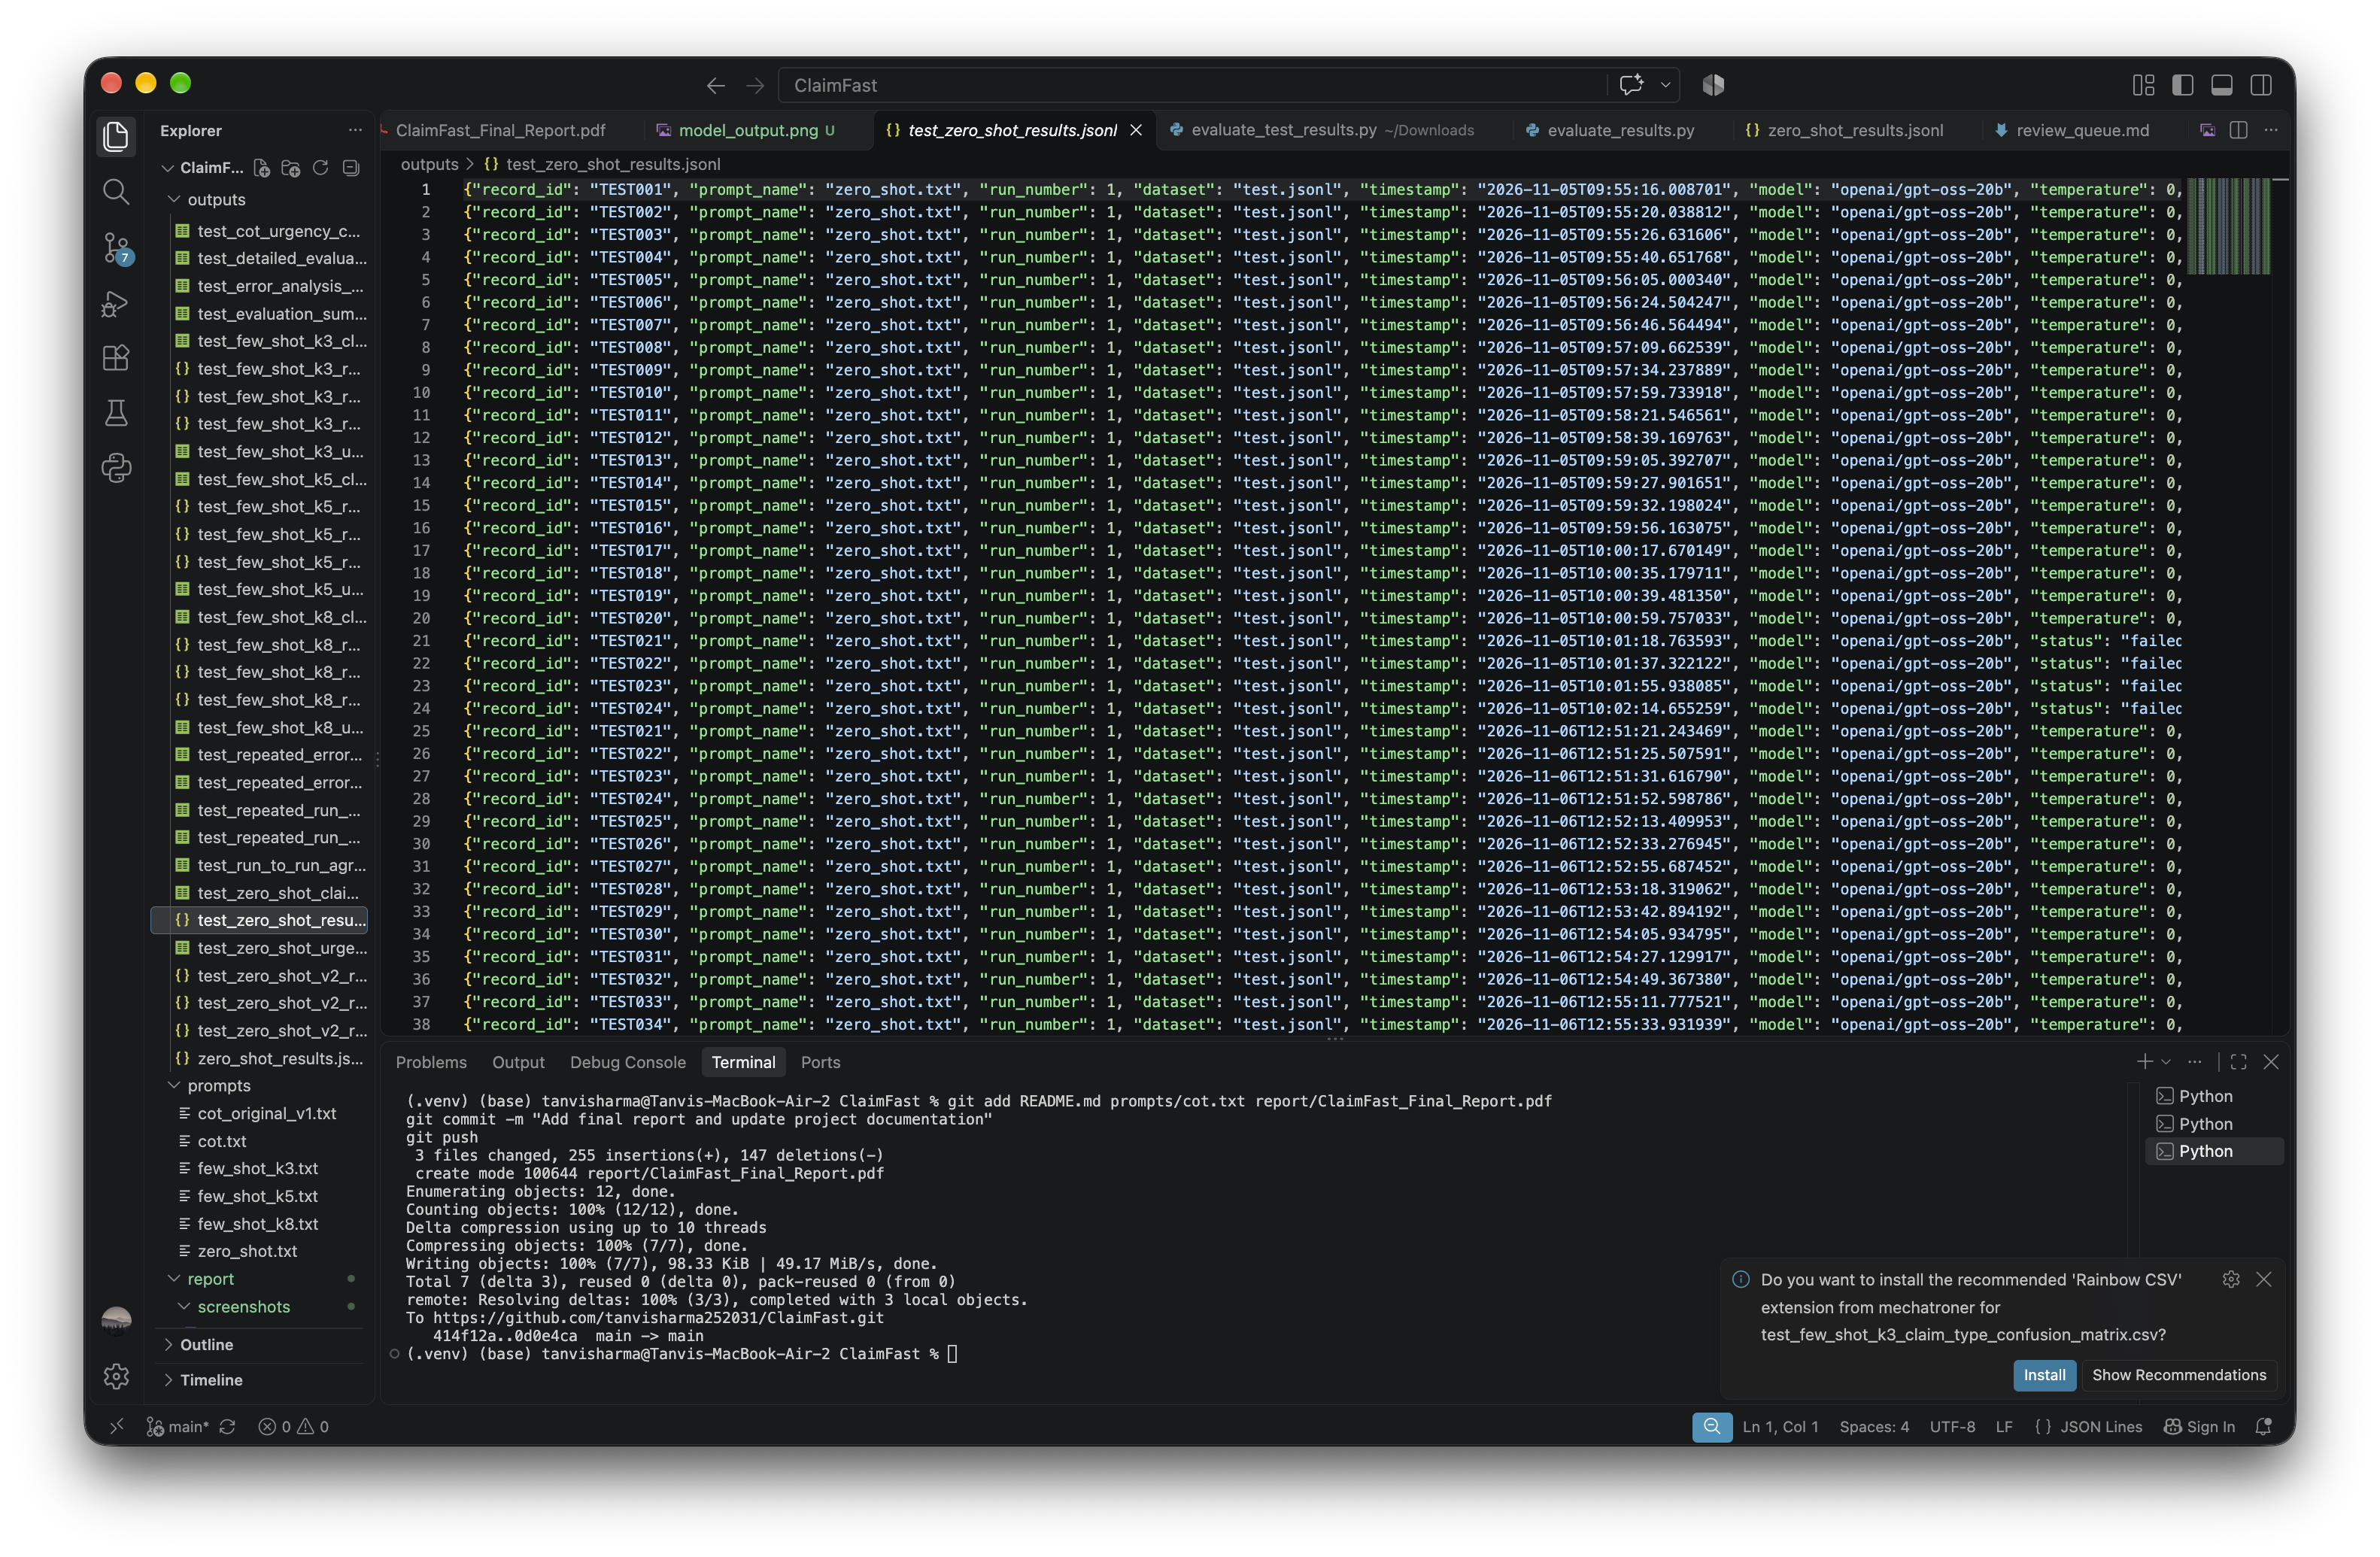 ClaimFast
Explorer
ClaimF...
outputs
test_cot_urgency_c...
test_detailed_evalua...
test_error_analysis_...
test_evaluation_sum...
test_few_shot_k3_cl...
test_few_shot_k3_r...
test_few_shot_k3_r...
test_few_shot_k3_r...
test_few_shot_k3_u...
test_few_shot_k5_cl...
test_few_shot_k5_r...
test_few_shot_k5_r...
test_few_shot_k5_r...
test_few_shot_k5_u...
test_few_shot_k8_cl...
test_few_shot_k8_r...
test_few_shot_k8_r...
test_few_shot_k8_r...
test_few_shot_k8_u...
test_repeated_error...
test_repeated_error...
test_repeated_run_...
test_repeated_run_...
test_run_to_run_agr...
test_zero_shot_clai...
test_zero_shot_resu...
test_zero_shot_urge...
test_zero_shot_v2_r...
test_zero_shot_v2_r...
test_zero_shot_v2_r...
zero_shot_results.js...
prompts
cot_original_v1.txt
cot.txt
few_shot_k3.txt
few_shot_k5.txt
few_shot_k8.txt
zero_shot.txt
report
screenshots
Outline
Timeline
7
ClaimFast_Final_Report.pdf model_output.png U {} test_zero_shot_results.jsonl evaluate_test_results.py ~/Downloads evaluate_results.py {} zero_shot_results.jsonl review_queue.md
outputs > {} test_zero_shot_results.jsonl
1 {"record_id": "TEST001", "prompt_name": "zero_shot.txt", "run_number": 1, "dataset": "test.jsonl", "timestamp": "2026-11-05T09:55:16.008701", "model": "openai/gpt-oss-20b", "temperature": 0,
2 {"record_id": "TEST002", "prompt_name": "zero_shot.txt", "run_number": 1, "dataset": "test.jsonl", "timestamp": "2026-11-05T09:55:20.038812", "model": "openai/gpt-oss-20b", "temperature": 0,
3 {"record_id": "TEST003", "prompt_name": "zero_shot.txt", "run_number": 1, "dataset": "test.jsonl", "timestamp": "2026-11-05T09:55:26.631606", "model": "openai/gpt-oss-20b", "temperature": 0,
4 {"record_id": "TEST004", "prompt_name": "zero_shot.txt", "run_number": 1, "dataset": "test.jsonl", "timestamp": "2026-11-05T09:55:40.651768", "model": "openai/gpt-oss-20b", "temperature": 0,
5 {"record_id": "TEST005", "prompt_name": "zero_shot.txt", "run_number": 1, "dataset": "test.jsonl", "timestamp": "2026-11-05T09:56:05.000340", "model": "openai/gpt-oss-20b", "temperature": 0,
6 {"record_id": "TEST006", "prompt_name": "zero_shot.txt", "run_number": 1, "dataset": "test.jsonl", "timestamp": "2026-11-05T09:56:24.504247", "model": "openai/gpt-oss-20b", "temperature": 0,
7 {"record_id": "TEST007", "prompt_name": "zero_shot.txt", "run_number": 1, "dataset": "test.jsonl", "timestamp": "2026-11-05T09:56:46.564494", "model": "openai/gpt-oss-20b", "temperature": 0,
8 {"record_id": "TEST008", "prompt_name": "zero_shot.txt", "run_number": 1, "dataset": "test.jsonl", "timestamp": "2026-11-05T09:57:09.662539", "model": "openai/gpt-oss-20b", "temperature": 0,
9 {"record_id": "TEST009", "prompt_name": "zero_shot.txt", "run_number": 1, "dataset": "test.jsonl", "timestamp": "2026-11-05T09:57:34.237889", "model": "openai/gpt-oss-20b", "temperature": 0,
10 {"record_id": "TEST010", "prompt_name": "zero_shot.txt", "run_number": 1, "dataset": "test.jsonl", "timestamp": "2026-11-05T09:57:59.733918", "model": "openai/gpt-oss-20b", "temperature": 0,
11 {"record_id": "TEST011", "prompt_name": "zero_shot.txt", "run_number": 1, "dataset": "test.jsonl", "timestamp": "2026-11-05T09:58:21.546561", "model": "openai/gpt-oss-20b", "temperature": 0,
12 {"record_id": "TEST012", "prompt_name": "zero_shot.txt", "run_number": 1, "dataset": "test.jsonl", "timestamp": "2026-11-05T09:58:39.169763", "model": "openai/gpt-oss-20b", "temperature": 0,
13 {"record_id": "TEST013", "prompt_name": "zero_shot.txt", "run_number": 1, "dataset": "test.jsonl", "timestamp": "2026-11-05T09:59:05.392707", "model": "openai/gpt-oss-20b", "temperature": 0,
14 {"record_id": "TEST014", "prompt_name": "zero_shot.txt", "run_number": 1, "dataset": "test.jsonl", "timestamp": "2026-11-05T09:59:27.901651", "model": "openai/gpt-oss-20b", "temperature": 0,
15 {"record_id": "TEST015", "prompt_name": "zero_shot.txt", "run_number": 1, "dataset": "test.jsonl", "timestamp": "2026-11-05T09:59:32.198024", "model": "openai/gpt-oss-20b", "temperature": 0,
16 {"record_id": "TEST016", "prompt_name": "zero_shot.txt", "run_number": 1, "dataset": "test.jsonl", "timestamp": "2026-11-05T09:59:56.163075", "model": "openai/gpt-oss-20b", "temperature": 0,
17 {"record_id": "TEST017", "prompt_name": "zero_shot.txt", "run_number": 1, "dataset": "test.jsonl", "timestamp": "2026-11-05T10:00:17.670149", "model": "openai/gpt-oss-20b", "temperature": 0,
18 {"record_id": "TEST018", "prompt_name": "zero_shot.txt", "run_number": 1, "dataset": "test.jsonl", "timestamp": "2026-11-05T10:00:35.179711", "model": "openai/gpt-oss-20b", "temperature": 0,
19 {"record_id": "TEST019", "prompt_name": "zero_shot.txt", "run_number": 1, "dataset": "test.jsonl", "timestamp": "2026-11-05T10:00:39.481350", "model": "openai/gpt-oss-20b", "temperature": 0,
20 {"record_id": "TEST020", "prompt_name": "zero_shot.txt", "run_number": 1, "dataset": "test.jsonl", "timestamp": "2026-11-05T10:00:59.757033", "model": "openai/gpt-oss-20b", "temperature": 0,
21 {"record_id": "TEST021", "prompt_name": "zero_shot.txt", "run_number": 1, "dataset": "test.jsonl", "timestamp": "2026-11-05T10:01:18.763593", "model": "openai/gpt-oss-20b", "status": "failed
22 {"record_id": "TEST022", "prompt_name": "zero_shot.txt", "run_number": 1, "dataset": "test.jsonl", "timestamp": "2026-11-05T10:01:37.322122", "model": "openai/gpt-oss-20b", "status": "failed
23 {"record_id": "TEST023", "prompt_name": "zero_shot.txt", "run_number": 1, "dataset": "test.jsonl", "timestamp": "2026-11-05T10:01:55.938085", "model": "openai/gpt-oss-20b", "status": "failed
24 {"record_id": "TEST024", "prompt_name": "zero_shot.txt", "run_number": 1, "dataset": "test.jsonl", "timestamp": "2026-11-05T10:02:14.655259", "model": "openai/gpt-oss-20b", "status": "failed
25 {"record_id": "TEST021", "prompt_name": "zero_shot.txt", "run_number": 1, "dataset": "test.jsonl", "timestamp": "2026-11-06T12:51:21.243469", "model": "openai/gpt-oss-20b", "temperature": 0,
26 {"record_id": "TEST022", "prompt_name": "zero_shot.txt", "run_number": 1, "dataset": "test.jsonl", "timestamp": "2026-11-06T12:51:25.507591", "model": "openai/gpt-oss-20b", "temperature": 0,
27 {"record_id": "TEST023", "prompt_name": "zero_shot.txt", "run_number": 1, "dataset": "test.jsonl", "timestamp": "2026-11-06T12:51:31.616790", "model": "openai/gpt-oss-20b", "temperature": 0,
28 {"record_id": "TEST024", "prompt_name": "zero_shot.txt", "run_number": 1, "dataset": "test.jsonl", "timestamp": "2026-11-06T12:51:52.598786", "model": "openai/gpt-oss-20b", "temperature": 0,
29 {"record_id": "TEST025", "prompt_name": "zero_shot.txt", "run_number": 1, "dataset": "test.jsonl", "timestamp": "2026-11-06T12:52:13.409953", "model": "openai/gpt-oss-20b", "temperature": 0,
30 {"record_id": "TEST026", "prompt_name": "zero_shot.txt", "run_number": 1, "dataset": "test.jsonl", "timestamp": "2026-11-06T12:52:33.276945", "model": "openai/gpt-oss-20b", "temperature": 0,
31 {"record_id": "TEST027", "prompt_name": "zero_shot.txt", "run_number": 1, "dataset": "test.jsonl", "timestamp": "2026-11-06T12:52:55.687452", "model": "openai/gpt-oss-20b", "temperature": 0,
32 {"record_id": "TEST028", "prompt_name": "zero_shot.txt", "run_number": 1, "dataset": "test.jsonl", "timestamp": "2026-11-06T12:53:18.319062", "model": "openai/gpt-oss-20b", "temperature": 0,
33 {"record_id": "TEST029", "prompt_name": "zero_shot.txt", "run_number": 1, "dataset": "test.jsonl", "timestamp": "2026-11-06T12:53:42.894192", "model": "openai/gpt-oss-20b", "temperature": 0,
34 {"record_id": "TEST030", "prompt_name": "zero_shot.txt", "run_number": 1, "dataset": "test.jsonl", "timestamp": "2026-11-06T12:54:05.934795", "model": "openai/gpt-oss-20b", "temperature": 0,
35 {"record_id": "TEST031", "prompt_name": "zero_shot.txt", "run_number": 1, "dataset": "test.jsonl", "timestamp": "2026-11-06T12:54:27.129917", "model": "openai/gpt-oss-20b", "temperature": 0,
36 {"record_id": "TEST032", "prompt_name": "zero_shot.txt", "run_number": 1, "dataset": "test.jsonl", "timestamp": "2026-11-06T12:54:49.367380", "model": "openai/gpt-oss-20b", "temperature": 0,
37 {"record_id": "TEST033", "prompt_name": "zero_shot.txt", "run_number": 1, "dataset": "test.jsonl", "timestamp": "2026-11-06T12:55:11.777521", "model": "openai/gpt-oss-20b", "temperature": 0,
38 {"record_id": "TEST034", "prompt_name": "zero_shot.txt", "run_number": 1, "dataset": "test.jsonl", "timestamp": "2026-11-06T12:55:33.931939", "model": "openai/gpt-oss-20b", "temperature": 0,
Problems Output Debug Console Terminal Ports
(.venv) (base) tanvisharma@Tanvis-MacBook-Air-2 ClaimFast % git add README.md prompts/cot.txt report/ClaimFast_Final_Report.pdf
git commit -m "Add final report and update project documentation"
git push
3 files changed, 255 insertions(+), 147 deletions(-)
create mode 100644 report/ClaimFast_Final_Report.pdf
Enumerating objects: 12, done.
Counting objects: 100% (12/12), done.
Delta compression using up to 10 threads
Compressing objects: 100% (7/7), done.
Writing objects: 100% (7/7), 98.33 KiB | 49.17 MiB/s, done.
Total 7 (delta 3), reused 0 (delta 0), pack-reused 0 (from 0)
remote: Resolving deltas: 100% (3/3), completed with 3 local objects.
To https://github.com/tanvisharma252031/ClaimFast.git
414f12a..0d0e4ca main -> main
(.venv) (base) tanvisharma@Tanvis-MacBook-Air-2 ClaimFast %
Python
Python
Python
Do you want to install the recommended 'Rainbow CSV'
extension from mechatroner for
test_few_shot_k3_claim_type_confusion_matrix.csv?
Install Show Recommendations
main* 0 0 Ln 1, Col 1 Spaces: 4 UTF-8 LF {} JSON Lines Sign In